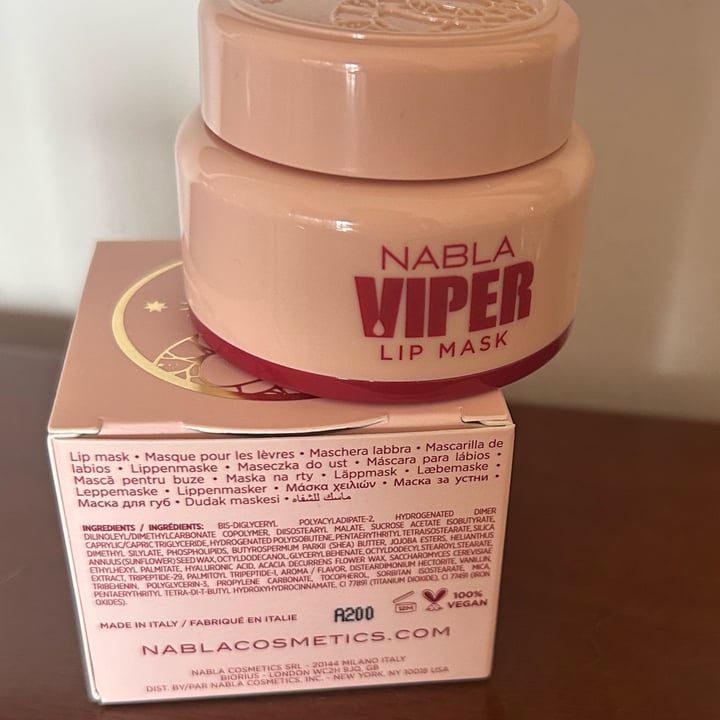 NABLA
VIPER
LIP MASK
Lip mask • Masque pour les lèvres • Maschera labbra • Mascarilla de
labios • Lippenmaske • Maseczka do ust • Máscara para lábios •
Mască pentru buze • Maska na rty • Läppmask • Læbemaske •
Leppemaske • Lippenmasker • Μάσκα χειλιών • Маска за устни •
Маска для губ • Dudak maskesi • ماسك للشفاه
INGREDIENTS / INGRÉDIENTS: BIS-DIGLYCERYL POLYACYLADIPATE-2, HYDROGENATED DIMER
DILINOLEYL/DIMETHYLCARBONATE COPOLYMER, DIISOSTEARYL MALATE, SUCROSE ACETATE ISOBUTYRATE,
CAPRYLIC/CAPRIC TRIGLYCERIDE, HYDROGENATED POLYISOBUTENE, PENTAERYTHRITYL TETRAISOSTEARATE, SILICA
DIMETHYL SILYLATE, PHOSPHOLIPIDS, BUTYROSPERMUM PARKII (SHEA) BUTTER, JOJOBA ESTERS, HELIANTHUS
ANNUUS (SUNFLOWER) SEED WAX, OCTYLDODECANOL, GLYCERYL BEHENATE, OCTYLDODECYL STEAROYL STEARATE,
ETHYLHEXYL PALMITATE, HYALURONIC ACID, ACACIA DECURRENS FLOWER WAX, SACCHAROMYCES CEREVISIAE
EXTRACT, TRIPEPTIDE-29, PALMITOYL TRIPEPTIDE-1, AROMA / FLAVOR, DISTEARDIMONIUM HECTORITE, VANILLIN,
TRIBEHENIN, POLYGLYCERIN-3, PROPYLENE CARBONATE, TOCOPHEROL, SORBITAN ISOSTEARATE, MICA,
PENTAERYTHRITYL TETRA-DI-T-BUTYL HYDROXYHYDROCINNAMATE, CI 77891 (TITANIUM DIOXIDE), CI 77491 (IRON
OXIDES).
MADE IN ITALY / FABRIQUÉ EN ITALIE A200 12M 100%
VEGAN
NABLACOSMETICS.COM
NABLA COSMETICS SRL - 20144 MILANO ITALY
BIORIUS - LONDON WC2H 9JQ, GB
DIST. BY/PAR NABLA COSMETICS, INC. - NEW YORK, NY 10018 USA